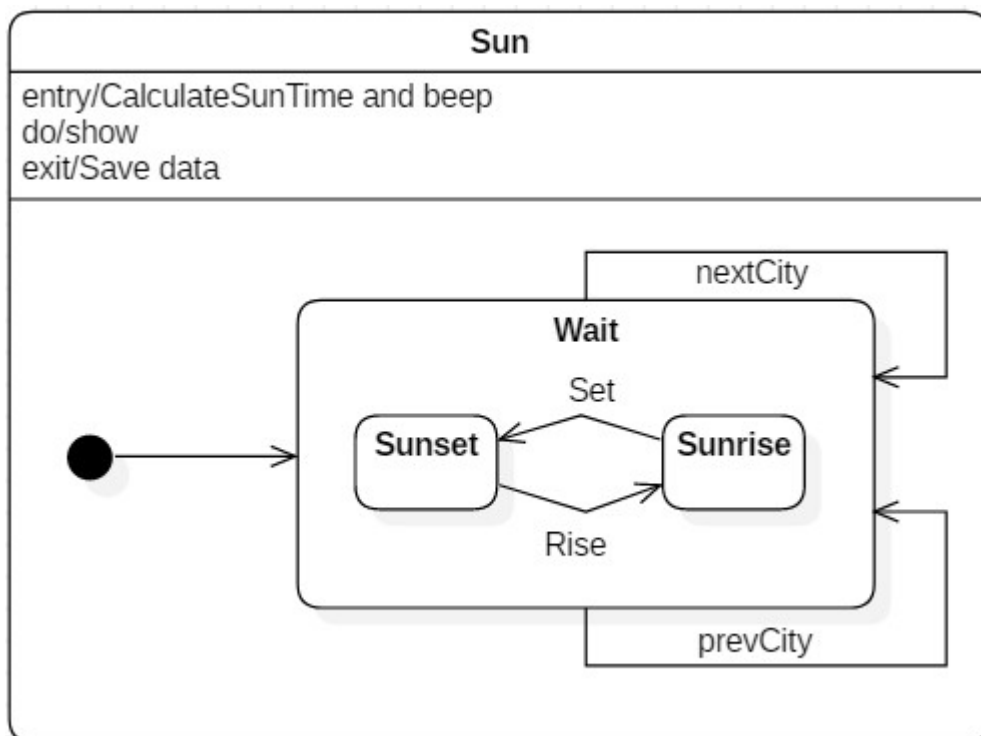 Sun
entry/CalculateSunTime and beep
do/show
exit/Save data
nextCity
Wait
Set
Sunset
Sunrise
Rise
prevCity